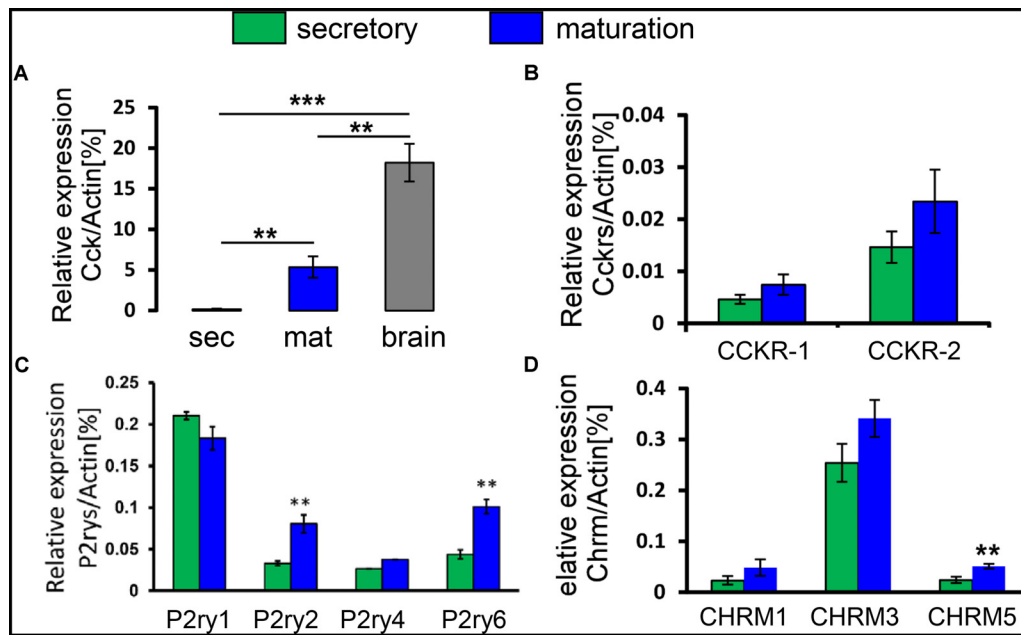 secretory maturation
A
Relative expression
Cck/Actin[%]
25
20
15
10
5
0
***
**
**
sec mat brain
B
Relative expression
Cckrs/Actin[%]
0.04
0.03
0.02
0.01
0
CCKR-1 CCKR-2
C
Relative expression
P2rys/Actin[%]
0.25
0.2
0.15
0.1
0.05
0
**
**
P2ry1 P2ry2 P2ry4 P2ry6
D
elative expression
Chrm/Actin[%]
0.4
0.3
0.2
0.1
0
**
CHRM1 CHRM3 CHRM5